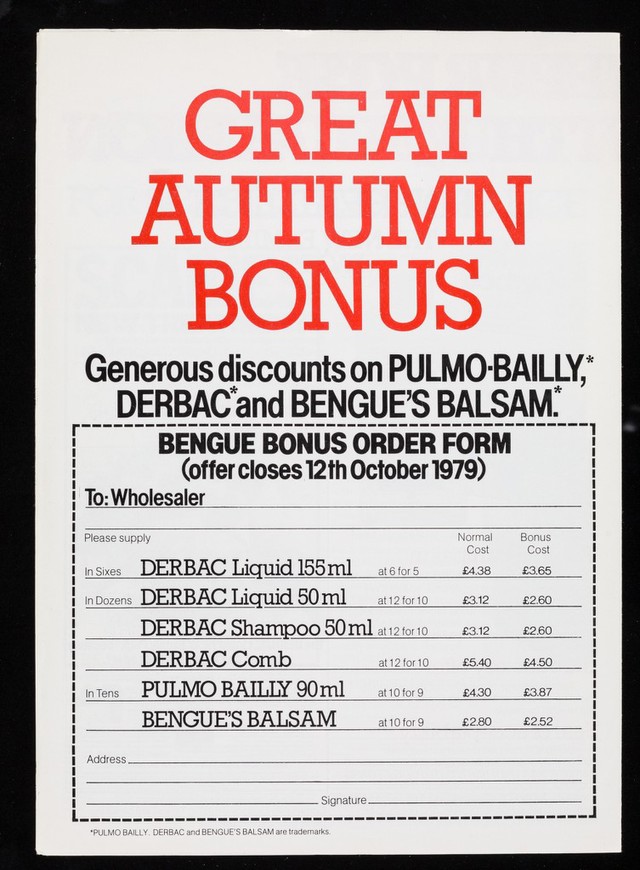 GREAT
AUTUMN
BONUS
Generous discounts on PULMO-BAILLY,*
DERBAC* and BENGUE'S BALSAM.*
BENGUE BONUS ORDER FORM
(offer closes 12th October 1979)
To: Wholesaler
Please supply Normal Cost Bonus Cost
In Sixes DERBAC Liquid 155ml at 6 for 5 £4.38 £3.65
In Dozens DERBAC Liquid 50ml at 12 for 10 £3.12 £2.60
DERBAC Shampoo 50ml at 12 for 10 £3.12 £2.60
DERBAC Comb at 12 for 10 £5.40 £4.50
In Tens PULMO BAILLY 90ml at 10 for 9 £4.30 £3.87
BENGUE'S BALSAM at 10 for 9 £2.80 £2.52
Address
Signature
*PULMO BAILLY. DERBAC and BENGUE'S BALSAM are trademarks.